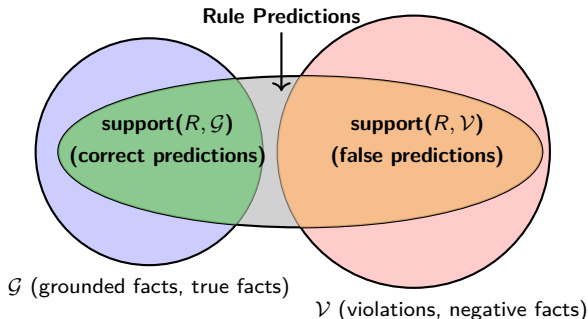 Rule Predictions
support(R, 𝒢)
(correct predictions)
support(R, 𝒱)
(false predictions)
𝒢 (grounded facts, true facts)
𝒱 (violations, negative facts)